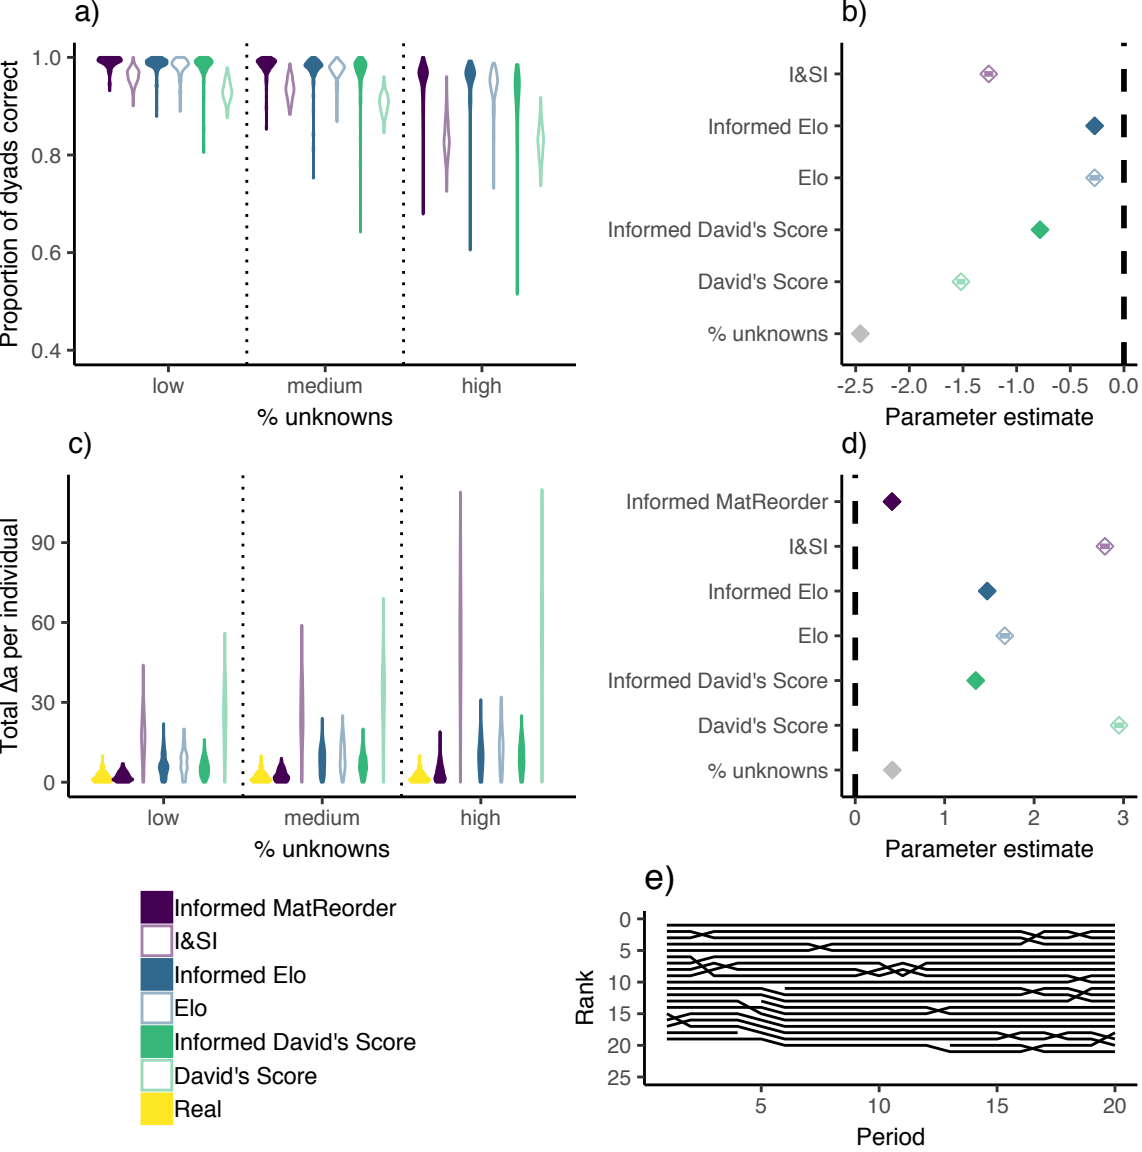 a)
Proportion of dyads correct
1.0
0.8
0.6
0.4
low medium high
% unknowns
b)
I&SI
Informed Elo
Elo
Informed David's Score
David's Score
% unknowns
-2.5 -2.0 -1.5 -1.0 -0.5 0.0
Parameter estimate
c)
Total Δa per individual
90
60
30
0
low medium high
% unknowns
d)
Informed MatReorder
I&SI
Informed Elo
Elo
Informed David's Score
David's Score
% unknowns
0 1 2 3
Parameter estimate
Informed MatReorder
I&SI
Informed Elo
Elo
Informed David's Score
David's Score
Real
e)
Rank
0
5
10
15
20
25
5 10 15 20
Period